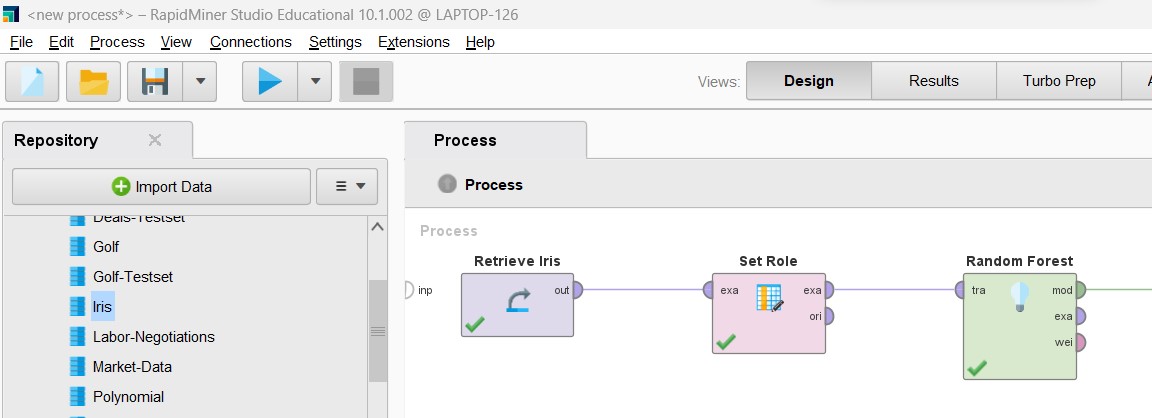 <new process*> – RapidMiner Studio Educational 10.1.002 @ LAPTOP-126
File Edit Process View Connections Settings Extensions Help
Views: Design Results Turbo Prep
Repository
Import Data
Deals-Testset
Golf
Golf-Testset
Iris
Labor-Negotiations
Market-Data
Polynomial
Process
Process
Process
inp
Retrieve Iris
out
Set Role
exa exa
ori
Random Forest
tra mod
exa
wei